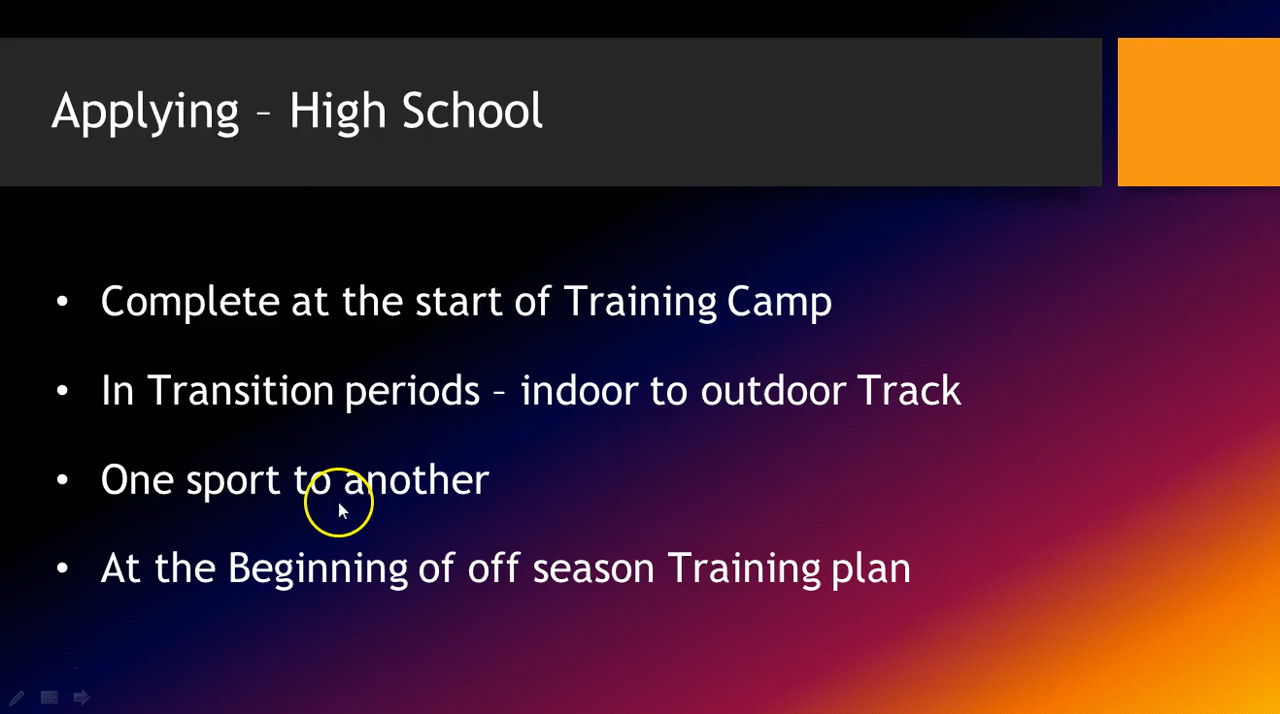 Applying – High School
• Complete at the start of Training Camp
• In Transition periods – indoor to outdoor Track
• One sport to another
• At the Beginning of off season Training plan